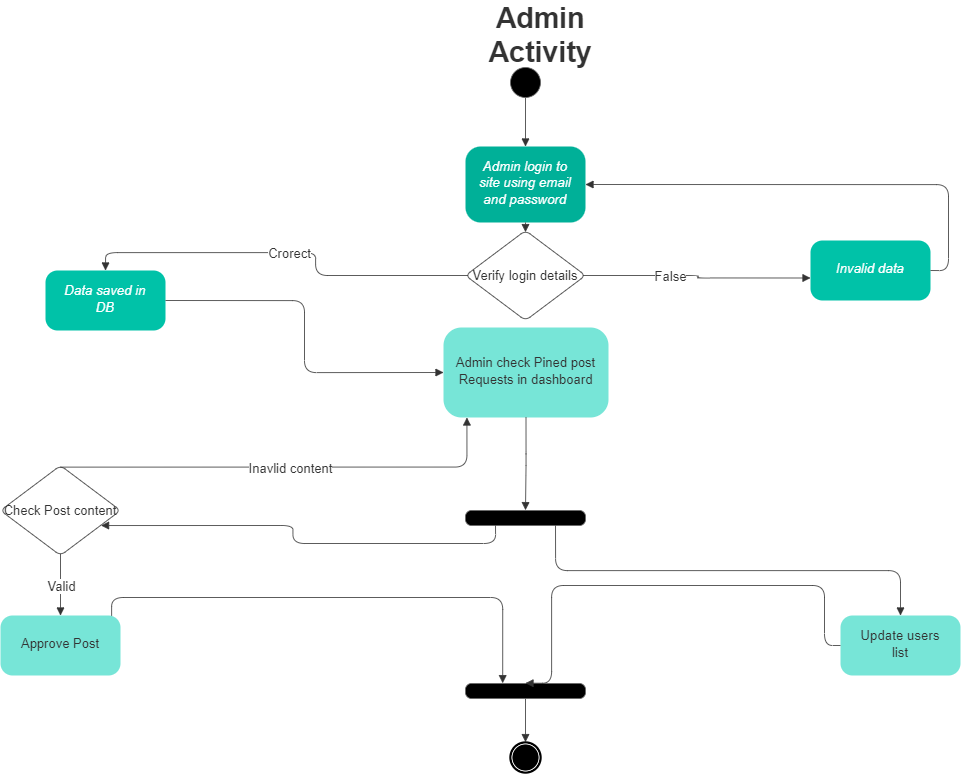 Admin
Activity
Admin login to
site using email
and password
Crorect
Verify login details
False
Invalid data
Data saved in
DB
Admin check Pined post
Requests in dashboard
Inavlid content
Check Post content
Valid
Approve Post
Update users
list